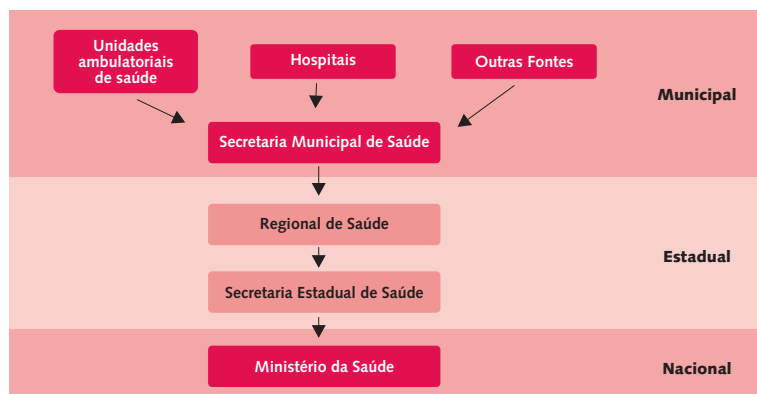 Unidades
ambulatoriais
de saúde
Hospitais
Outras Fontes
Municipal
Secretaria Municipal de Saúde
Regional de Saúde
Estadual
Secretaria Estadual de Saúde
Ministério da Saúde
Nacional